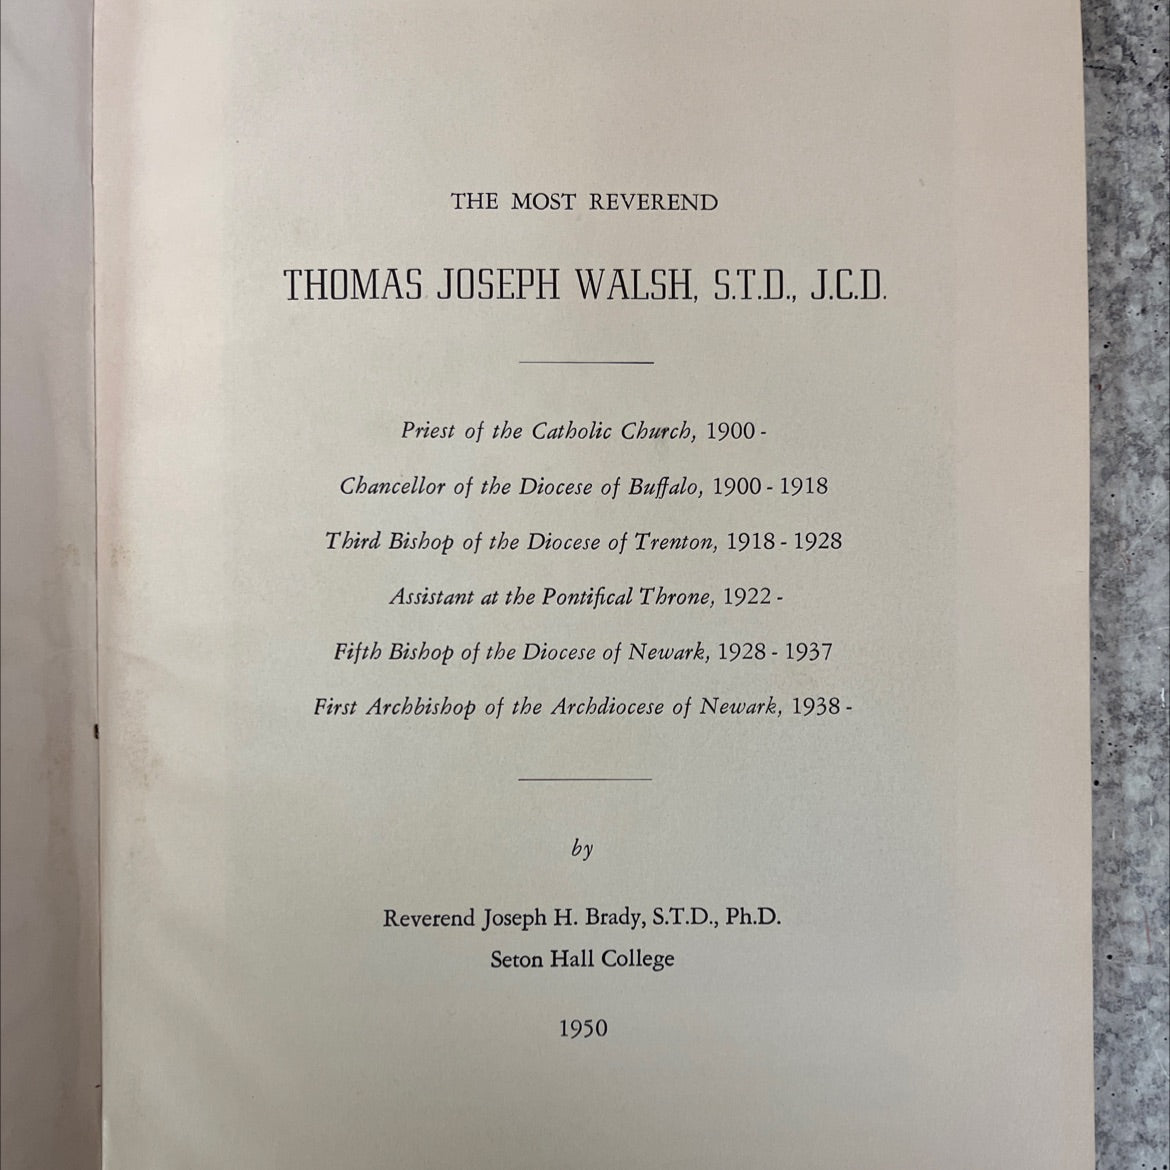 THE MOST REVEREND
THOMAS JOSEPH WALSH, S.T.D., J.C.D.
Priest of the Catholic Church, 1900 -
Chancellor of the Diocese of Buffalo, 1900 - 1918
Third Bishop of the Diocese of Trenton, 1918 - 1928
Assistant at the Pontifical Throne, 1922 -
Fifth Bishop of the Diocese of Newark, 1928 - 1937
First Archbishop of the Archdiocese of Newark, 1938 -
by
Reverend Joseph H. Brady, S.T.D., Ph.D.
Seton Hall College
1950